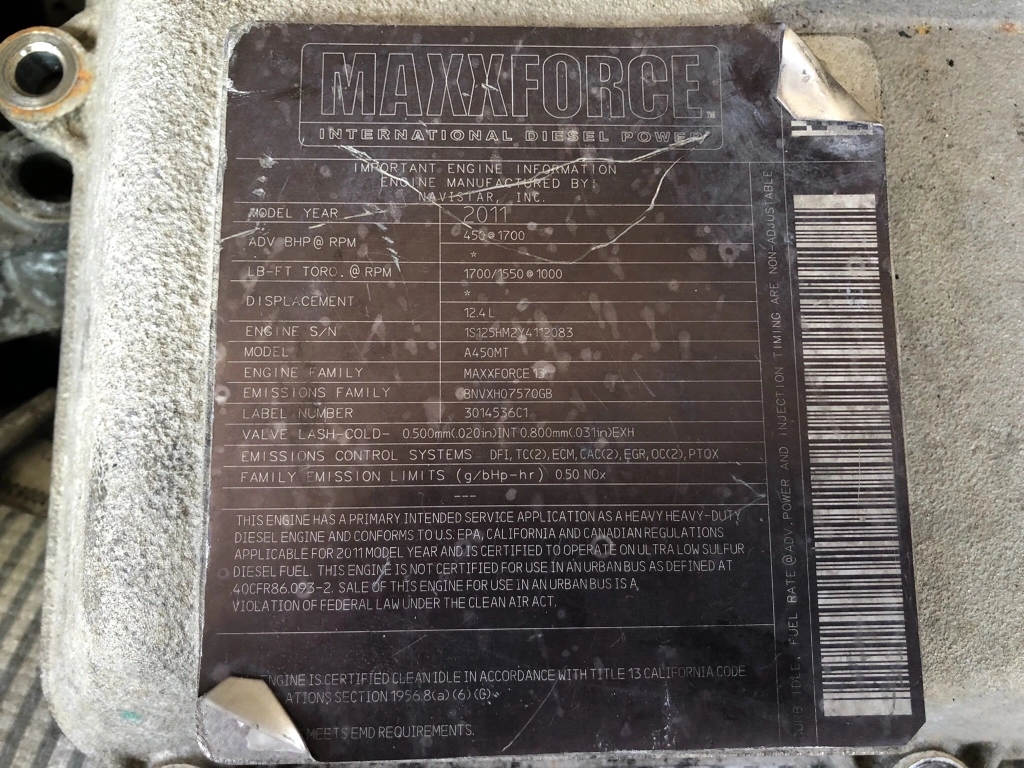 MAXXFORCE™
INTERNATIONAL DIESEL POWER
IMPORTANT ENGINE INFORMATION
ENGINE MANUFACTURED BY:
NAVISTAR, INC.
MODEL YEAR 2011
ADV BHP@ RPM 450@1700
*
LB-FT TORQ.@RPM 1700/1550@1000
*
DISPLACEMENT 12.4L
ENGINE S/N 1S125HM2Y4112083
MODEL A450MT
ENGINE FAMILY MAXXFORCE 13
EMISSIONS FAMILY BNVXH07570GB
LABEL NUMBER 3014536C1
VALVE LASH-COLD- 0.500mm(.020in)INT 0.800mm(.031in)EXH
EMISSIONS CONTROL SYSTEMS DFI,TC(2),ECM,CAC(2),EGR,OC(2),PTOX
FAMILY EMISSION LIMITS (g/bHp-hr) 0.50 NOx
---
THIS ENGINE HAS A PRIMARY INTENDED SERVICE APPLICATION AS A HEAVY HEAVY-DUTY
DIESEL ENGINE AND CONFORMS TO U.S. EPA, CALIFORNIA AND CANADIAN REGULATIONS
APPLICABLE FOR 2011 MODEL YEAR AND IS CERTIFIED TO OPERATE ON ULTRA LOW SULFUR
DIESEL FUEL. THIS ENGINE IS NOT CERTIFIED FOR USE IN AN URBAN BUS AS DEFINED AT
40CFR86.093-2. SALE OF THIS ENGINE FOR USE IN AN URBAN BUS IS A
VIOLATION OF FEDERAL LAW UNDER THE CLEAN AIR ACT.
ENGINE IS CERTIFIED CLEAN IDLE IN ACCORDANCE WITH TITLE 13 CALIFORNIA CODE
ATIONS SECTION 1956.8(a)(6)(G).
MEETS EMD REQUIREMENTS.
IDLE, FUEL RATE @ADV.POWER AND INJECTION TIMING ARE NON-ADJUSTABLE